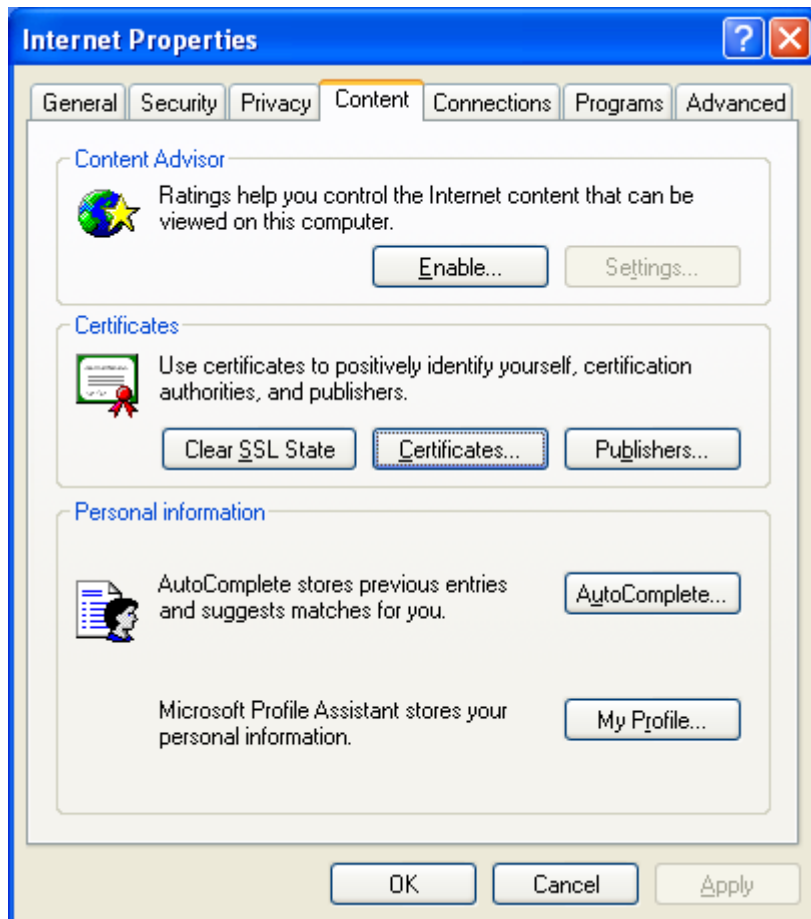 Internet Properties
General Security Privacy Content Connections Programs Advanced
Content Advisor
Ratings help you control the Internet content that can be
viewed on this computer.
Enable... Settings...
Certificates
Use certificates to positively identify yourself, certification
authorities, and publishers.
Clear SSL State Certificates... Publishers...
Personal information
AutoComplete stores previous entries
and suggests matches for you.
AutoComplete...
Microsoft Profile Assistant stores your
personal information.
My Profile...
OK Cancel Apply